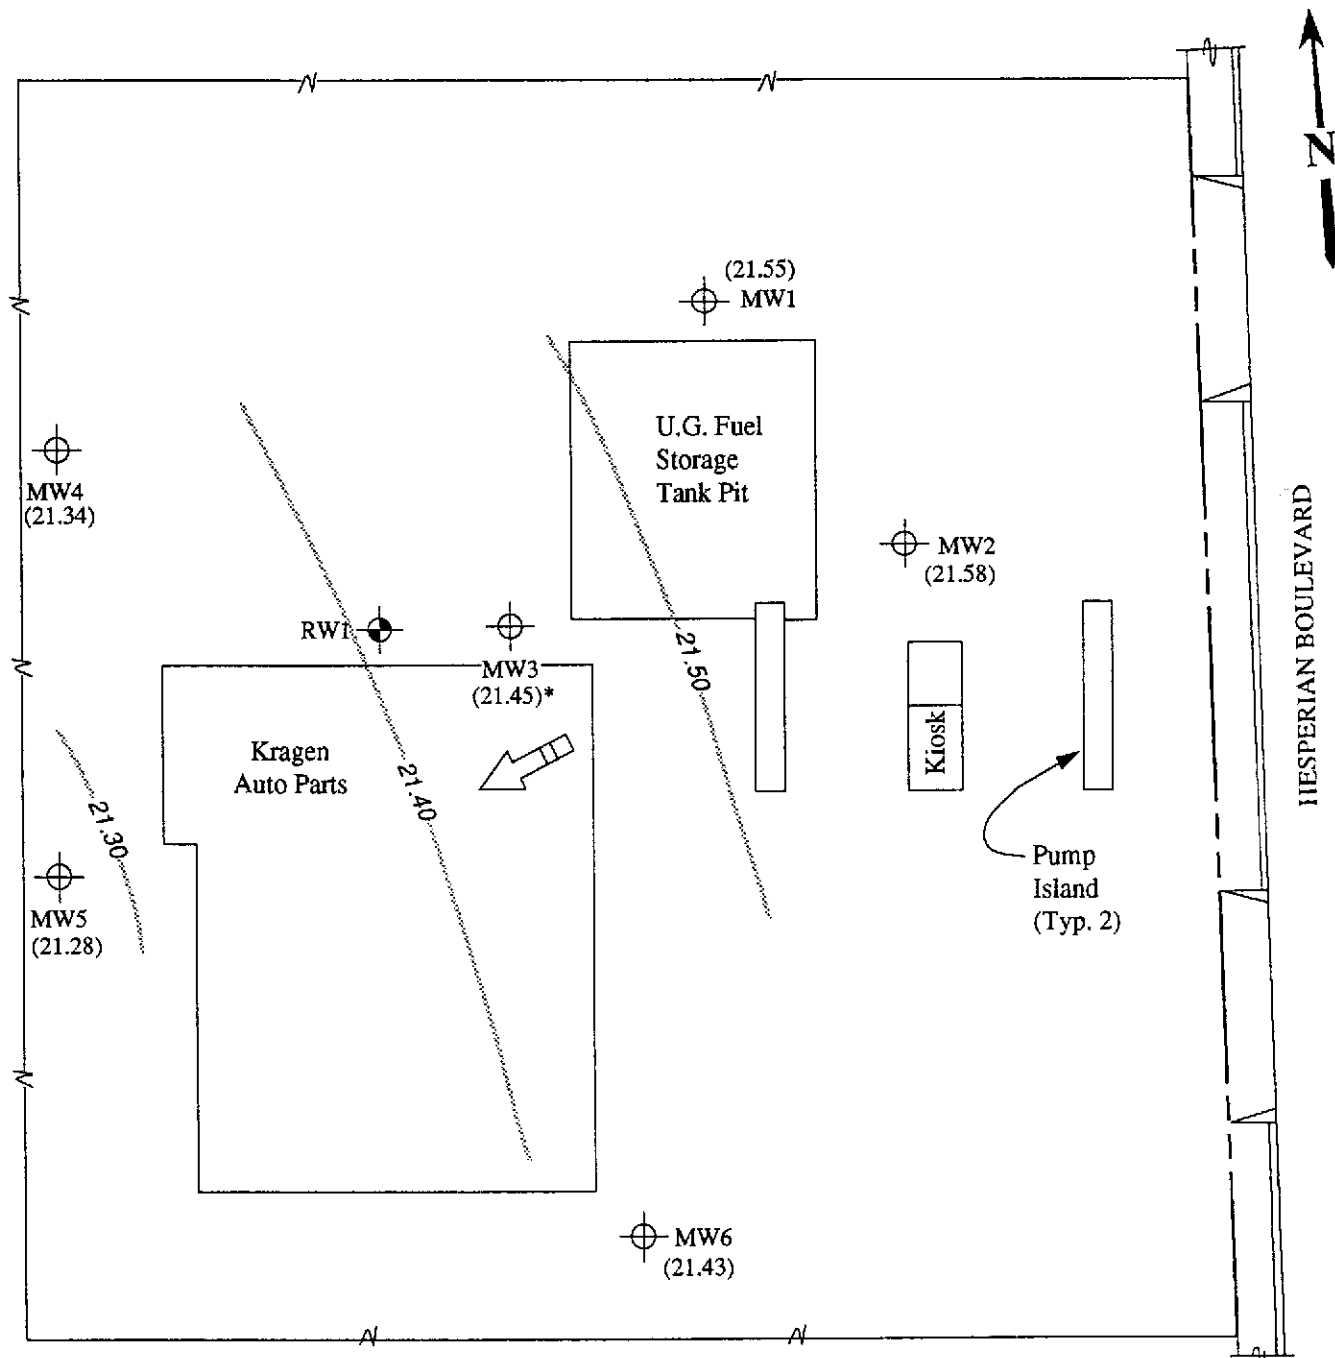 N
(21.55)
MW1
U.G. Fuel
Storage
Tank Pit
MW4
(21.34)
MW2
(21.58)
HESPERIAN BOULEVARD
RW1
MW3
(21.45)*
21.50
Kiosk
Kragen
Auto Parts
21.40
21.30
Pump
Island
(Typ. 2)
MW5
(21.28)
MW6
(21.43)